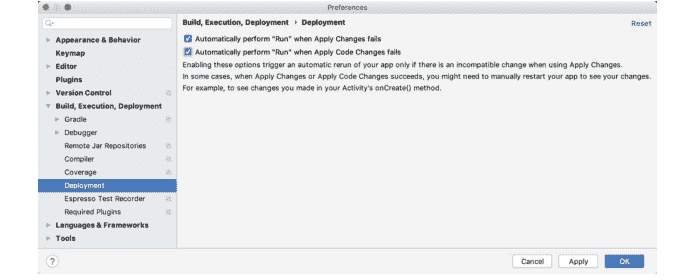 Preferences
Appearance & Behavior
Keymap
Editor
Plugins
Version Control
Build, Execution, Deployment
Gradle
Debugger
Remote Jar Repositories
Compiler
Coverage
Deployment
Espresso Test Recorder
Required Plugins
Languages & Frameworks
Tools
Build, Execution, Deployment › Deployment
Reset
Automatically perform "Run" when Apply Changes fails
Automatically perform "Run" when Apply Code Changes fails
Enabling these options trigger an automatic rerun of your app only if there is an incompatible change when using Apply Changes.
In some cases, when Apply Changes or Apply Code Changes succeeds, you might need to manually restart your app to see your changes.
For example, to see changes you made in your Activity's onCreate() method.
?
Cancel
Apply
OK